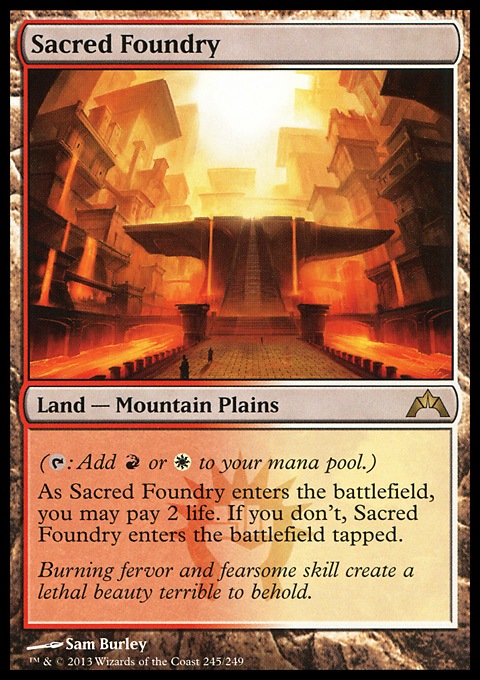 Sacred Foundry
Land — Mountain Plains
(: Add or to your mana pool.)
As Sacred Foundry enters the battlefield,
you may pay 2 life. If you don't, Sacred
Foundry enters the battlefield tapped.
Burning fervor and fearsome skill create a
lethal beauty terrible to behold.
Sam Burley
™ & © 2013 Wizards of the Coast 245/249